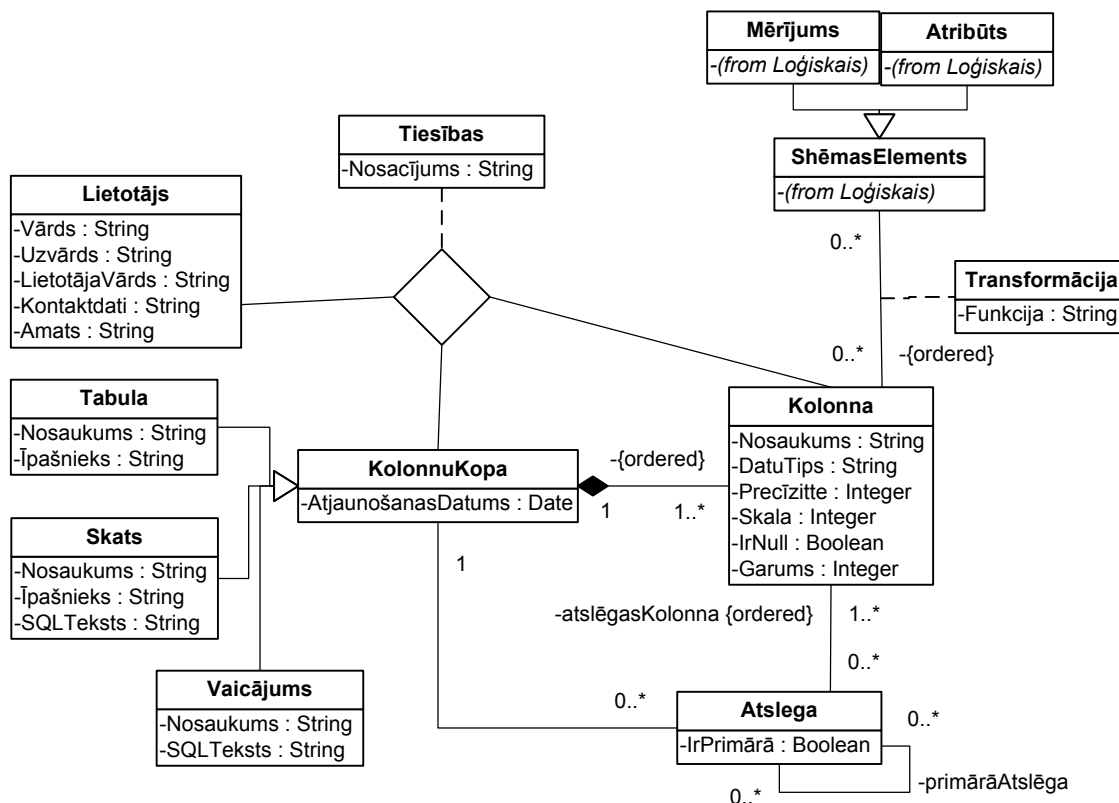 Mērījums
-(from Loģiskais)
Atribūts
-(from Loģiskais)
Tiesības
-Nosacījums : String
ShēmasElements
-(from Loģiskais)
Lietotājs
-Vārds : String
-Uzvārds : String
-LietotājaVārds : String
-Kontaktdati : String
-Amats : String
0..*
Transformācija
-Funkcija : String
0..*
-{ordered}
Tabula
-Nosaukums : String
-Īpašnieks : String
Kolonna
-Nosaukums : String
-DatuTips : String
-Precīzitte : Integer
-Skala : Integer
-IrNull : Boolean
-Garums : Integer
KolonnuKopa
-AtjaunošanasDatums : Date
-{ordered}
1
1..*
Skats
-Nosaukums : String
-Īpašnieks : String
-SQLTeksts : String
1
-atslēgasKolonna {ordered}
1..*
0..*
Vaicājums
-Nosaukums : String
-SQLTeksts : String
0..*
Atslega
-IrPrimārā : Boolean
0..*
-primārāAtslēga
0..*